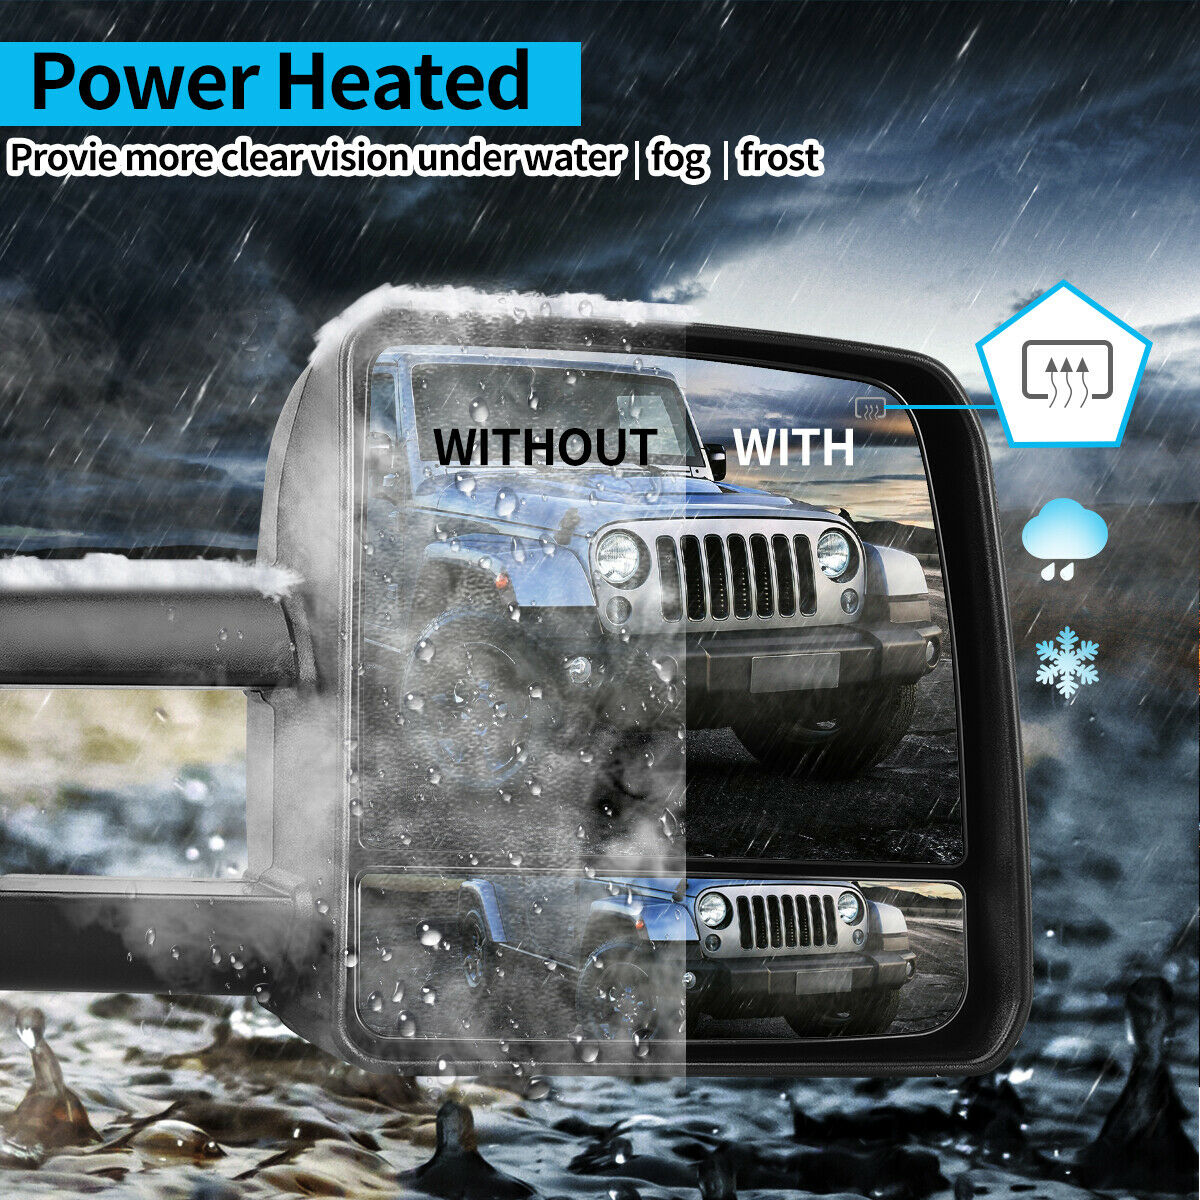 Power Heated
Provie more clear vision under water | fog | frost
WITHOUT WITH